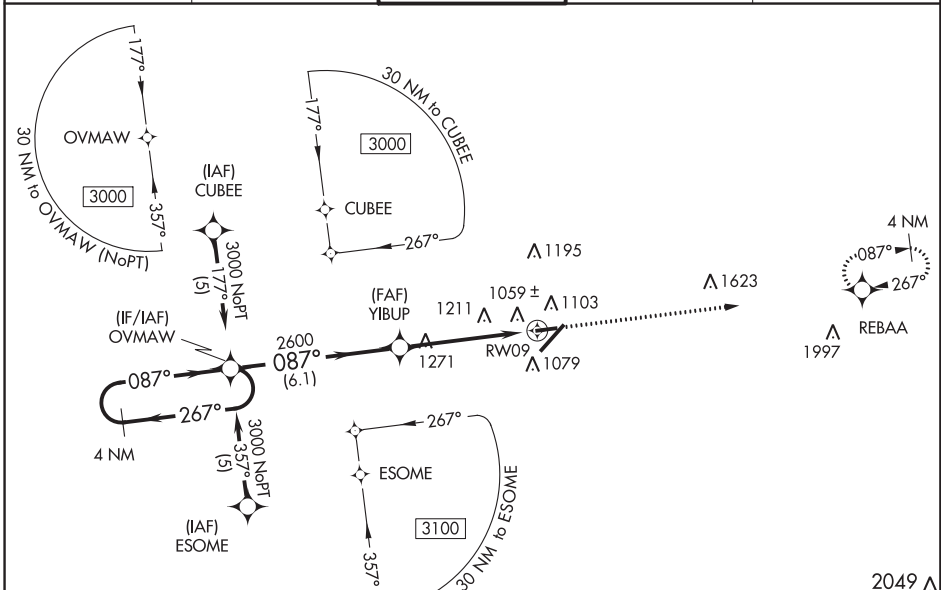 177°
OVMAW
3000
357°
30 NM to OVMAW (NoPT)
30 NM to CUBEE
177°
3000
CUBEE
267°
(IAF)
CUBEE
3000 NoPT
177°
(5)
(IF/IAF)
OVMAW
2600
087°
(6.1)
087°
267°
4 NM
3000 NoPT
357°
(5)
(IAF)
ESOME
(FAF)
YIBUP
1271
1211
1059 ±
1195
1103
RW09
1079
1623
4 NM
087°
267°
REBAA
1997
267°
ESOME
3100
357°
30 NM to ESOME
2049